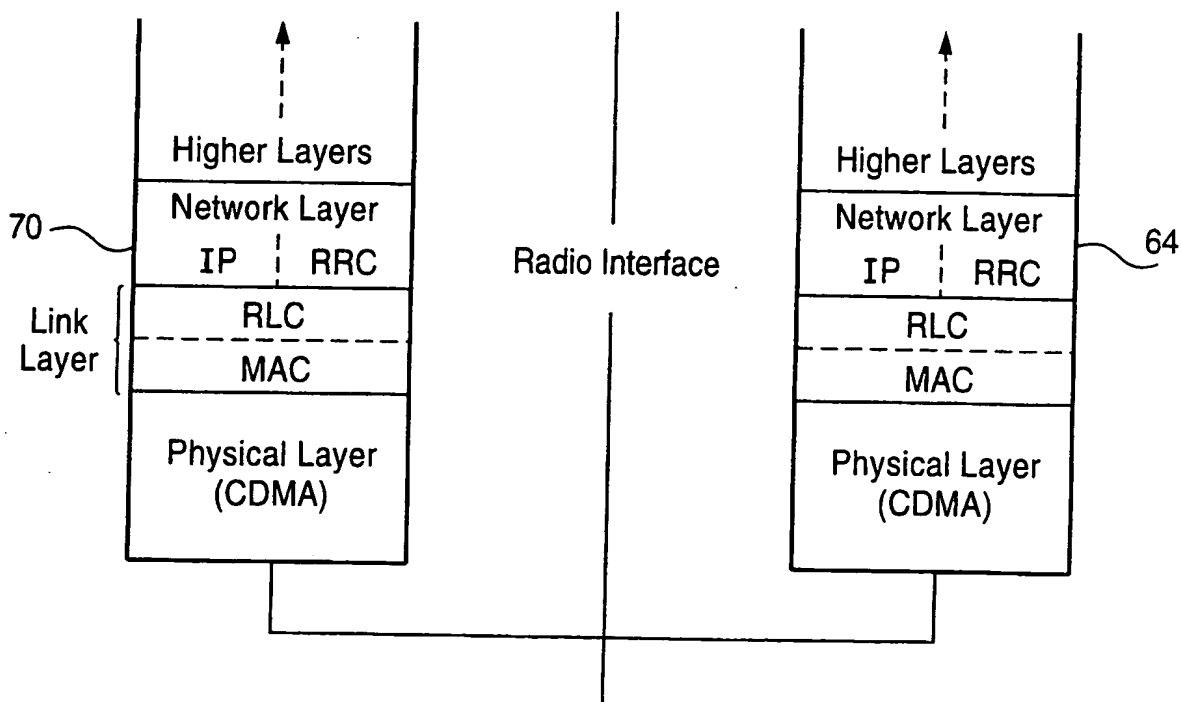 Higher Layers
Network Layer
70
IP RRC
Link
Layer
RLC
MAC
Physical Layer
(CDMA)
Radio Interface
Higher Layers
Network Layer
64
IP RRC
RLC
MAC
Physical Layer
(CDMA)